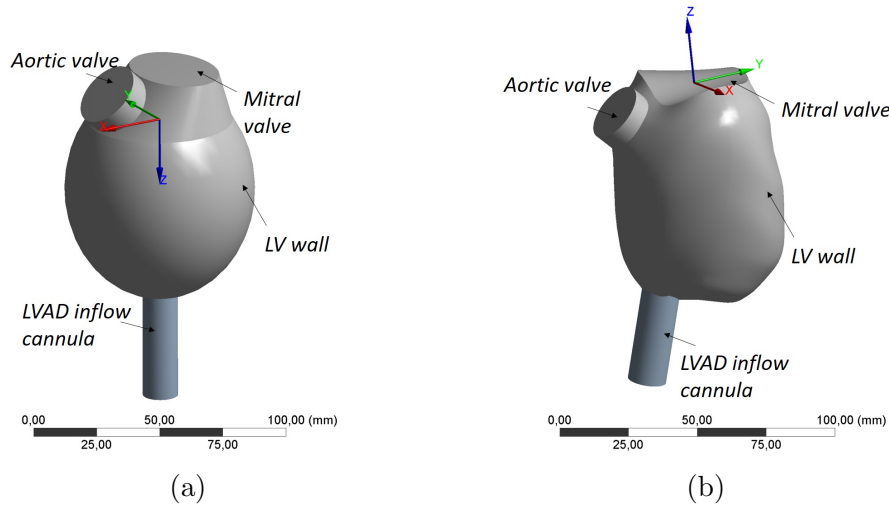 Aortic valve
Mitral
valve
Y
X
Z
LV wall
LVAD inflow
cannula
0,00 50,00 100,00 (mm)
25,00 75,00
(a)
Z
Y
X
Aortic valve
Mitral valve
LV wall
LVAD inflow
cannula
0,00 50,00 100,00 (mm)
25,00 75,00
(b)